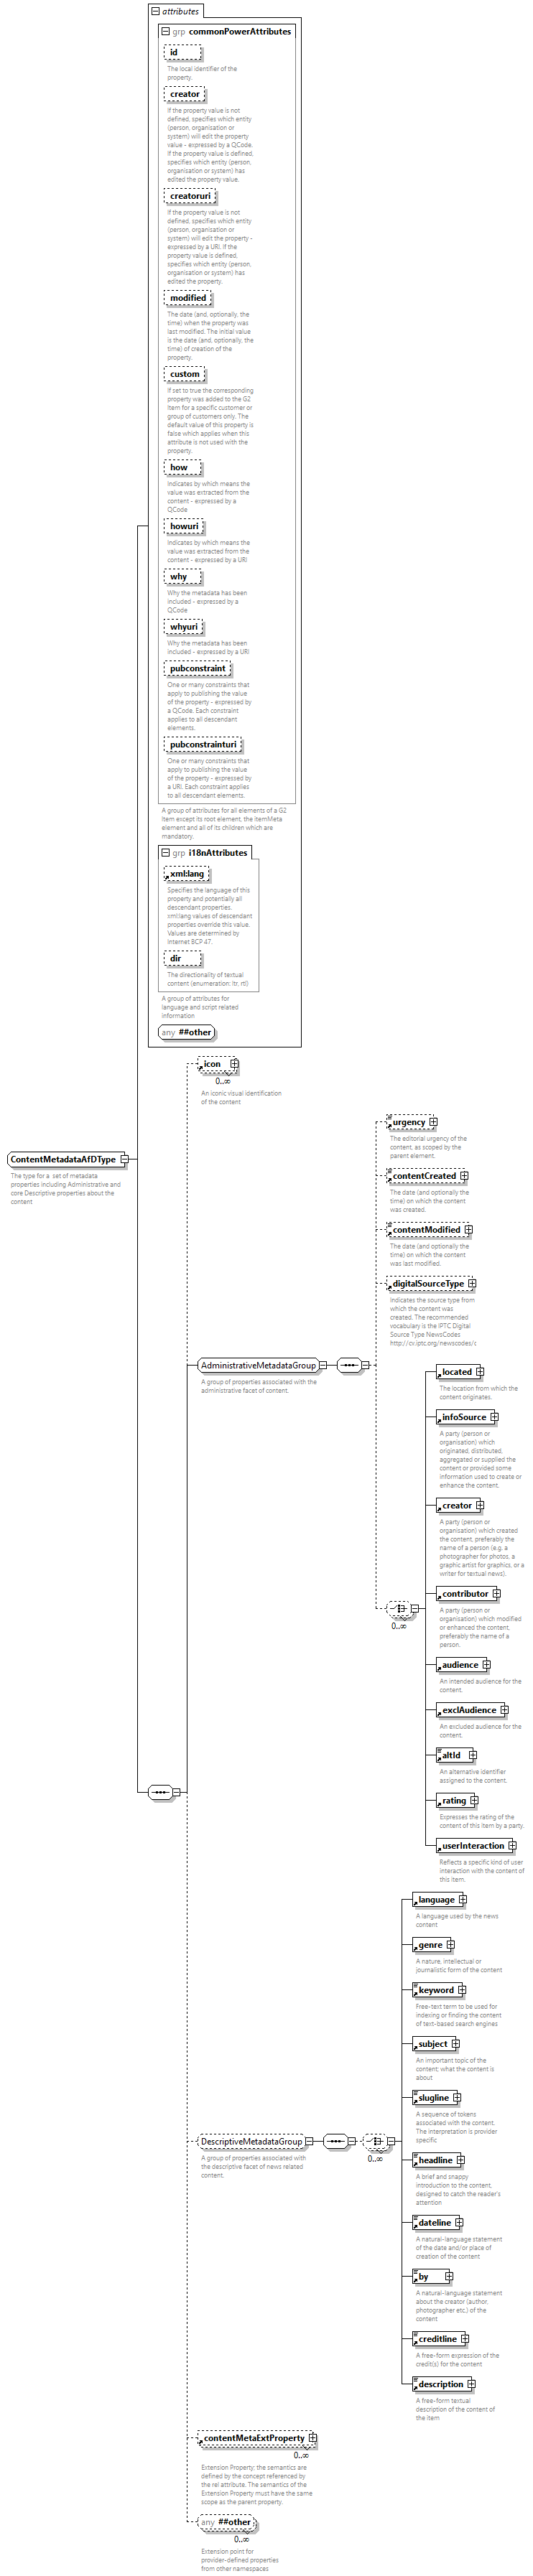 attributes
grp commonPowerAttributes
id
The local identifier of the
property.
creator
If the property value is not
defined, specifies which entity
(person, organisation or
system) will edit the property
value - expressed by a QCode.
If the property value is defined,
specifies which entity (person,
organisation or system) has
edited the property value.
creatoruri
If the property value is not
defined, specifies which entity
(person, organisation or
system) will edit the property -
expressed by a URI. If the
property value is defined,
specifies which entity (person,
organisation or system) has
edited the property.
modified
The date (and, optionally, the
time) when the property was
last modified. The initial value
is the date (and, optionally, the
time) of creation of the
property.
custom
If set to true the corresponding
property was added to the G2
Item for a specific customer or
group of customers only. The
default value of this property is
false which applies when this
attribute is not used with the
property.
how
Indicates by which means the
value was extracted from the
content - expressed by a
QCode
howuri
Indicates by which means the
value was extracted from the
content - expressed by a URI
why
Why the metadata has been
included - expressed by a
QCode
whyuri
Why the metadata has been
included - expressed by a URI
pubconstraint
One or many constraints that
apply to publishing the value
of the property - expressed by
a QCode. Each constraint
applies to all descendant
elements.
pubconstrainturi
One or many constraints that
apply to publishing the value
of the property - expressed by
a URI. Each constraint applies
to all descendant elements.
A group of attributes for all elements of a G2
Item except its root element, the itemMeta
element and all of its children which are
mandatory.
grp i18nAttributes
xml:lang
Specifies the language of this
property and potentially all
descendant properties.
xml:lang values of descendant
properties override this value.
Values are determined by
Internet BCP 47.
dir
The directionality of textual
content (enumeration: ltr, rtl)
A group of attributes for
language and script related
information
any ##other
icon
0..∞
An iconic visual identification
of the content
ContentMetadataAfDType
The type for a set of metadata
properties including Administrative and
core Descriptive properties about the
content
urgency
The editorial urgency of the
content, as scoped by the
parent element.
contentCreated
The date (and optionally the
time) on which the content
was created.
contentModified
The date (and optionally the
time) on which the content
was last modified.
digitalSourceType
Indicates the source type from
which the content was
created. The recommended
vocabulary is the IPTC Digital
Source Type NewsCodes
http://cv.iptc.org/newscodes/c
AdministrativeMetadataGroup
A group of properties associated with the
administrative facet of content.
located
The location from which the
content originates.
infoSource
A party (person or
organisation) which
originated, distributed,
aggregated or supplied the
content or provided some
information used to create or
enhance the content.
creator
A party (person or
organisation) which created
the content, preferably the
name of a person (e.g. a
photographer for photos, a
graphic artist for graphics, or a
writer for textual news).
contributor
A party (person or
organisation) which modified
or enhanced the content,
preferably the name of a
person.
0..∞
audience
An intended audience for the
content.
exclAudience
An excluded audience for the
content.
altId
An alternative identifier
assigned to the content.
rating
Expresses the rating of the
content of this item by a party.
userInteraction
Reflects a specific kind of user
interaction with the content of
this item.
language
A language used by the news
content
genre
A nature, intellectual or
journalistic form of the content
keyword
Free-text term to be used for
indexing or finding the content
of text-based search engines
subject
An important topic of the
content; what the content is
about
slugline
A sequence of tokens
associated with the content.
The interpretation is provider
specific
DescriptiveMetadataGroup
A group of properties associated with
the descriptive facet of news related
content.
0..∞
headline
A brief and snappy
introduction to the content,
designed to catch the reader's
attention
dateline
A natural-language statement
of the date and/or place of
creation of the content
by
A natural-language statement
about the creator (author,
photographer etc.) of the
content
creditline
A free-form expression of the
credit(s) for the content
description
A free-form textual
description of the content of
the item
contentMetaExtProperty
0..∞
Extension Property; the semantics are
defined by the concept referenced by
the rel attribute. The semantics of the
Extension Property must have the same
scope as the parent property.
any ##other
0..∞
Extension point for
provider-defined properties
from other namespaces